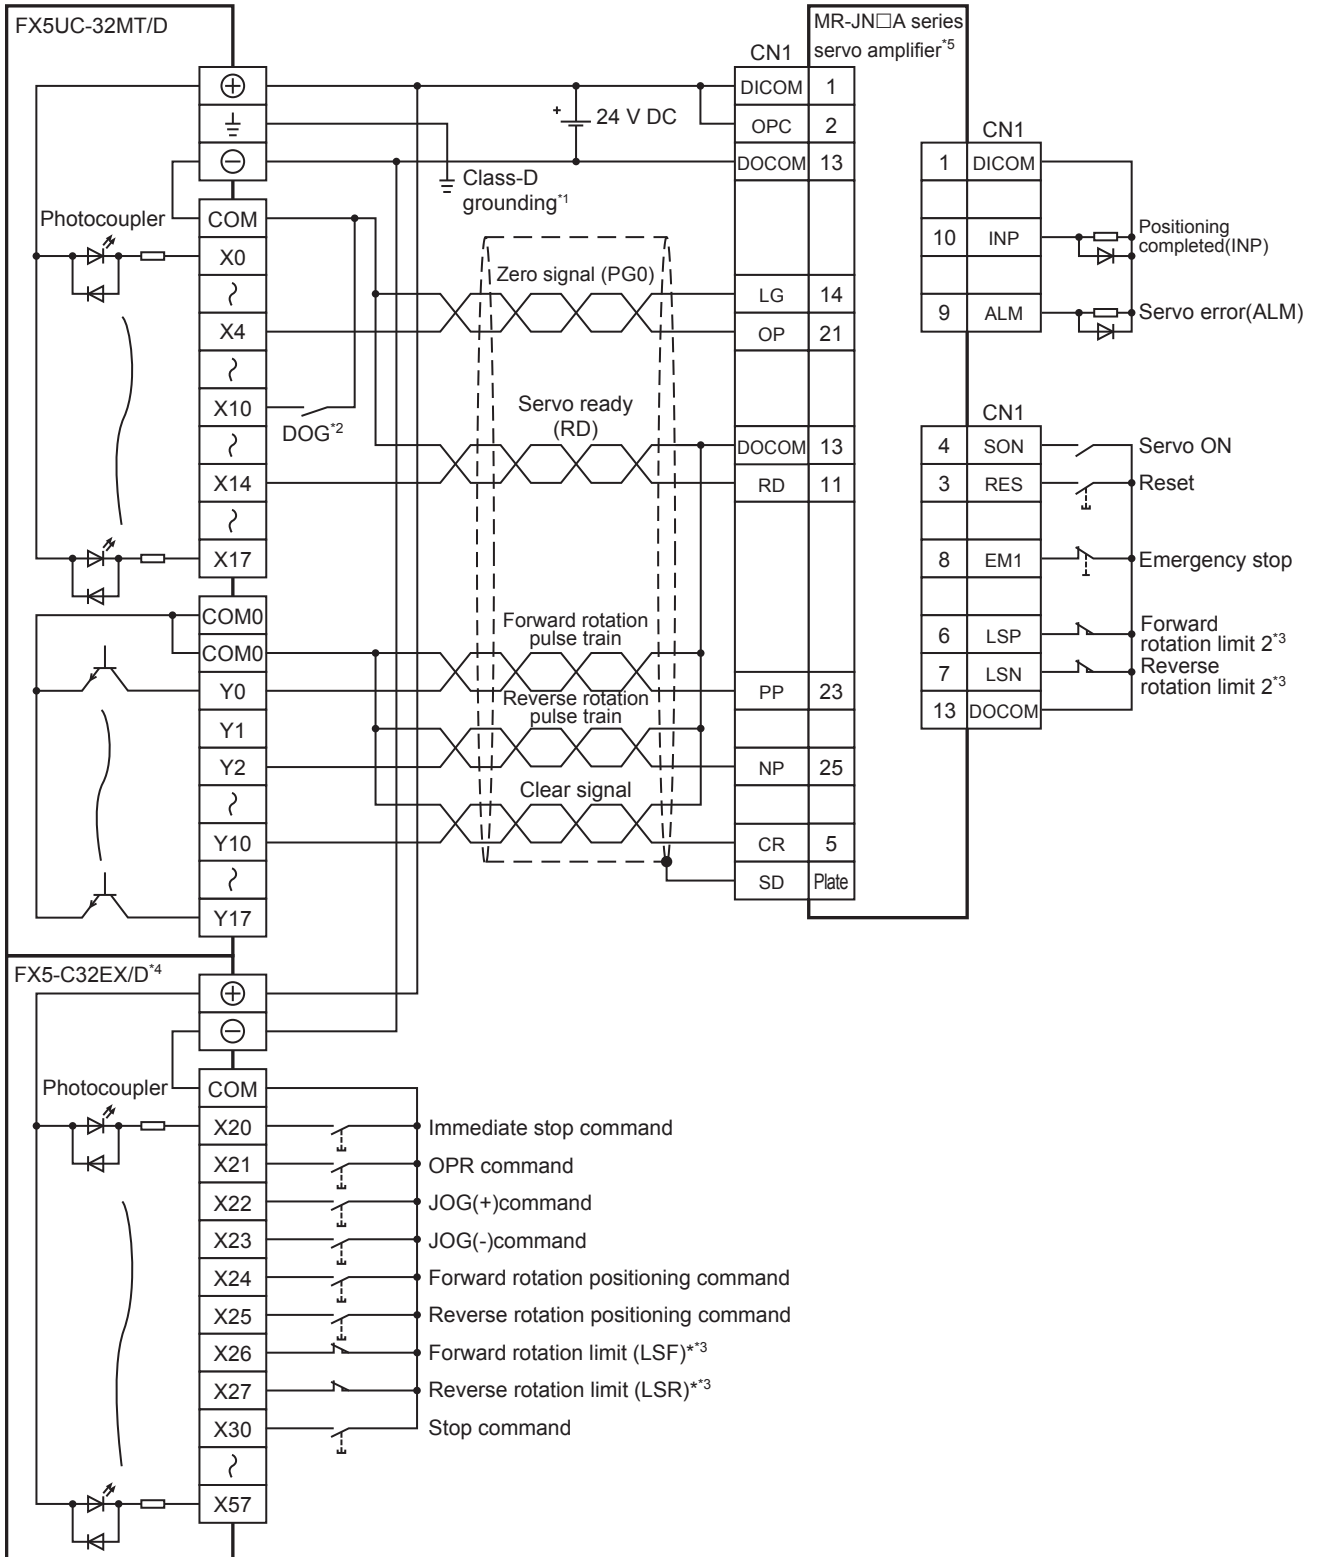 FX5UC-32MT/D
MR-JN□A series
servo amplifier*5
CN1
DICOM 1
24 V DC
OPC 2
DOCOM 13
Class-D
grounding*1
Photocoupler
COM
X0
Zero signal (PG0)
LG 14
X4
OP 21
X10
DOG*2
Servo ready
(RD)
DOCOM 13
X14
RD 11
X17
COM0
COM0
Forward rotation
pulse train
Y0
PP 23
Reverse rotation
pulse train
Y1
Y2
NP 25
Clear signal
Y10
CR 5
SD Plate
Y17
CN1
1 DICOM
10 INP
Positioning
completed(INP)
9 ALM
Servo error(ALM)
CN1
4 SON
Servo ON
3 RES
Reset
8 EM1
Emergency stop
6 LSP
Forward
rotation limit 2*3
7 LSN
Reverse
rotation limit 2*3
13 DOCOM
FX5-C32EX/D*4
Photocoupler
COM
X20
Immediate stop command
X21
OPR command
X22
JOG(+)command
X23
JOG(-)command
X24
Forward rotation positioning command
X25
Reverse rotation positioning command
X26
Forward rotation limit (LSF)**3
X27
Reverse rotation limit (LSR)**3
X30
Stop command
X57